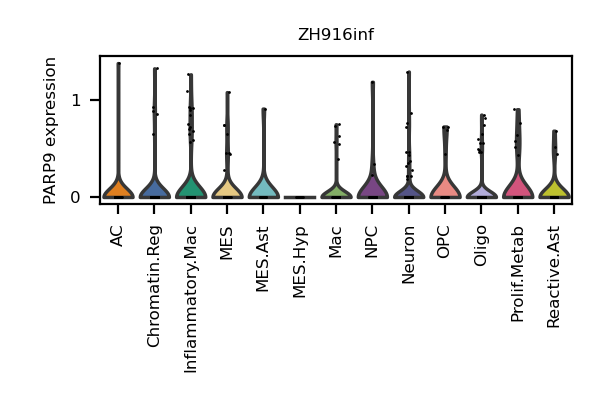 ZH916inf
PARP9 expression
1
0
AC
Chromatin.Reg
Inflammatory.Mac
MES
MES.Ast
MES.Hyp
Mac
NPC
Neuron
OPC
Oligo
Prolif.Metab
Reactive.Ast